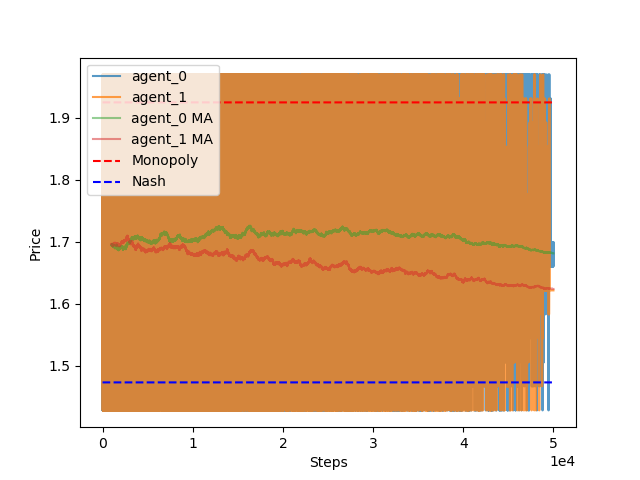 agent_0
agent_1
agent_0 MA
agent_1 MA
Monopoly
Nash
Price
1.9
1.8
1.7
1.6
1.5
0
1
2
3
4
5
1e4
Steps